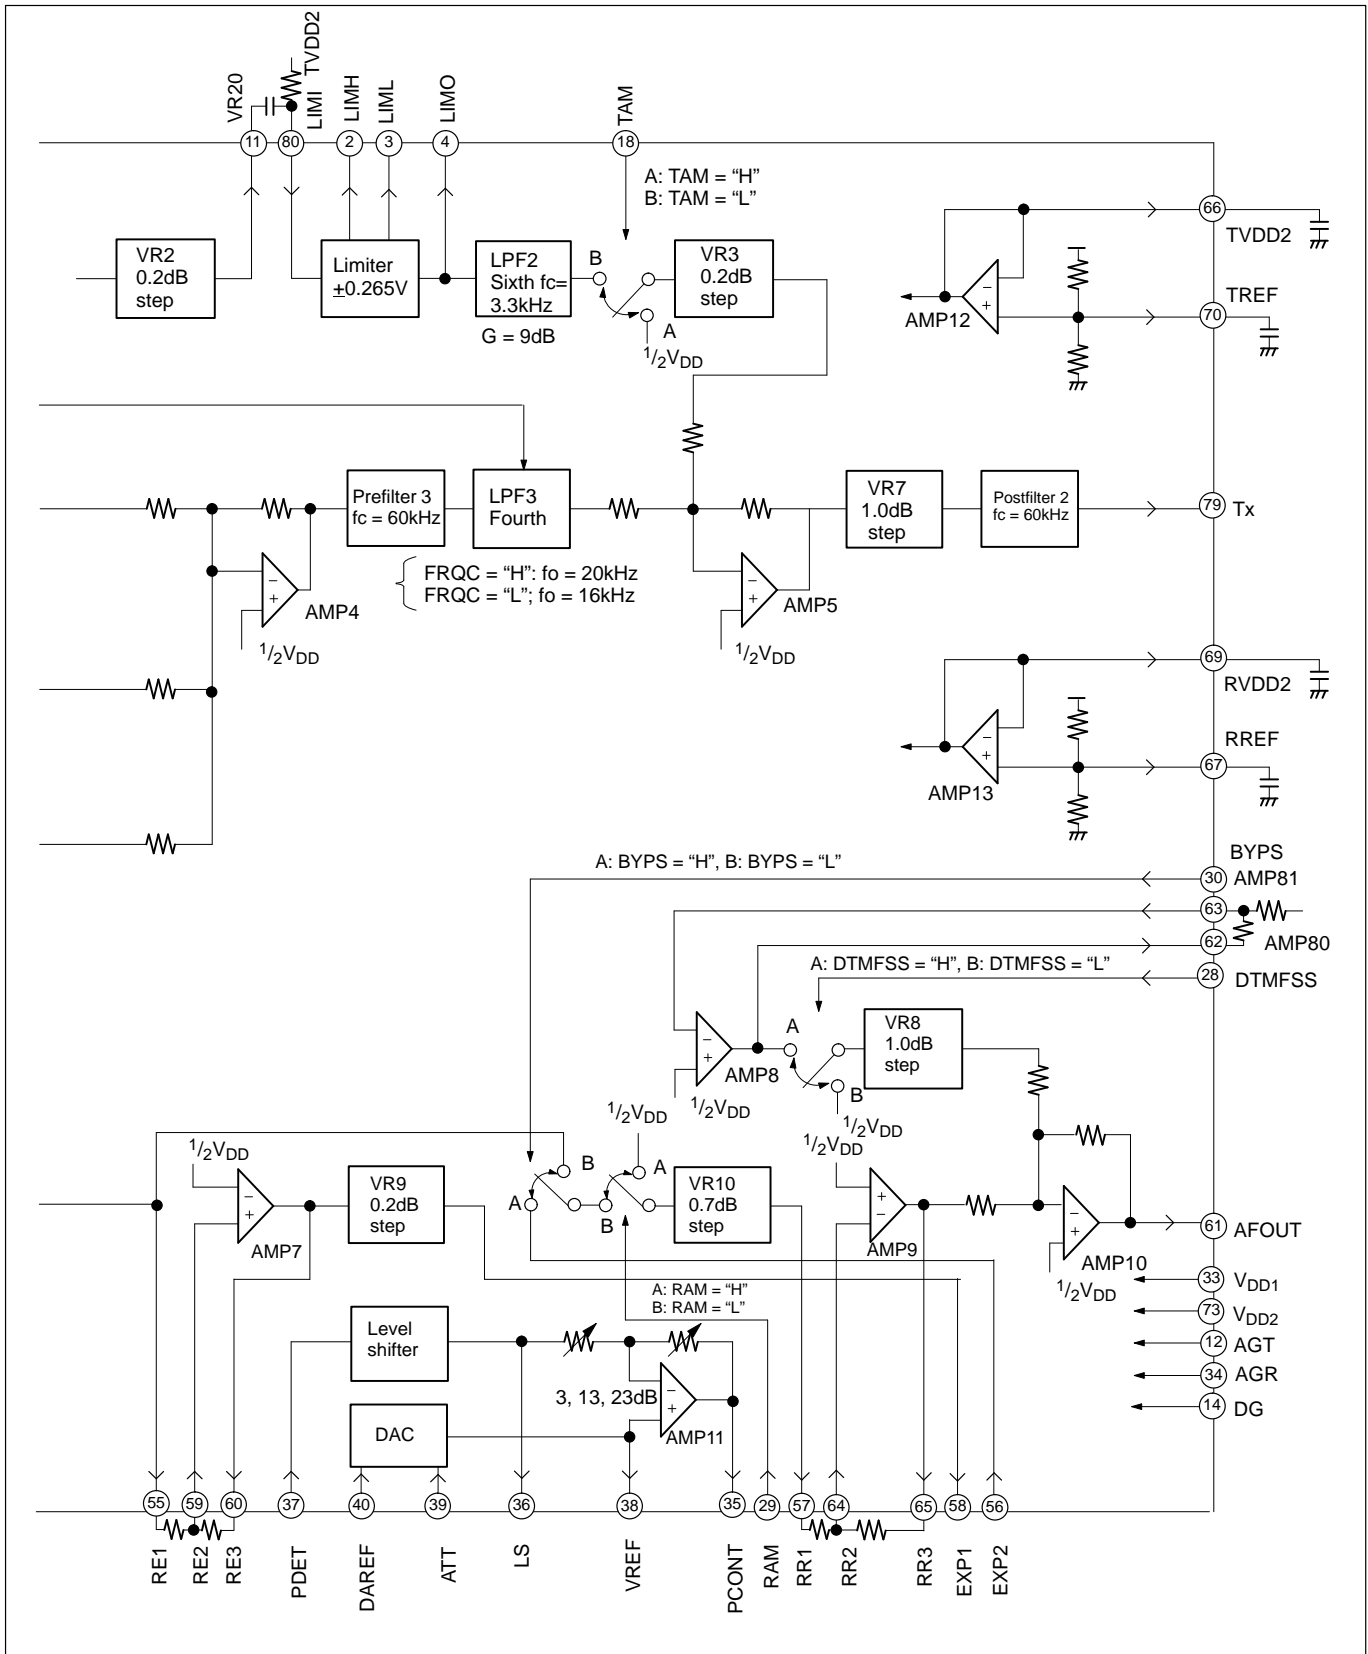 VR20
TVDD2
LIMI
LIMH
LIML
LIMO
TAM
11
80
2
3
4
18
A: TAM = “H”
B: TAM = “L”
VR2
0.2dB
step
Limiter
±0.265V
LPF2
Sixth fc=
3.3kHz
G = 9dB
B
A
1/2VDD
VR3
0.2dB
step
66
TVDD2
−
+
AMP12
TREF
70
Prefilter 3
fc = 60kHz
LPF3
Fourth
VR7
1.0dB
step
Postfilter 2
fc = 60kHz
79
Tx
−
+
AMP4
1/2VDD
FRQC = “H”: fo = 20kHz
FRQC = “L”; fo = 16kHz
−
+
AMP5
1/2VDD
69
RVDD2
−
+
AMP13
RREF
67
A: BYPS = “H”, B: BYPS = “L”
BYPS
30
AMP81
63
62
AMP80
A: DTMFSS = “H”, B: DTMFSS = “L”
28
DTMFSS
−
+
AMP8
1/2VDD
A
B
1/2VDD
VR8
1.0dB
step
1/2VDD
−
+
AMP7
VR9
0.2dB
step
B
A
1/2VDD
A
B
VR10
0.7dB
step
1/2VDD
+
−
AMP9
−
+
AMP10
1/2VDD
61
AFOUT
33
VDD1
73
VDD2
12
AGT
34
AGR
14
DG
A: RAM = “H”
B: RAM = “L”
Level
shifter
3, 13, 23dB
−
+
AMP11
DAC
55
59
60
37
40
39
36
38
35
29
57
64
65
58
56
RE1
RE2
RE3
PDET
DAREF
ATT
LS
VREF
PCONT
RAM
RR1
RR2
RR3
EXP1
EXP2